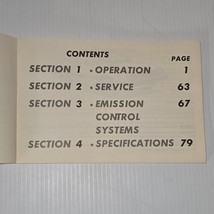 CONTENTS
PAGE
SECTION 1 • OPERATION 1
SECTION 2 • SERVICE 63
SECTION 3 • EMISSION 67
CONTROL
SYSTEMS
SECTION 4 • SPECIFICATIONS 79